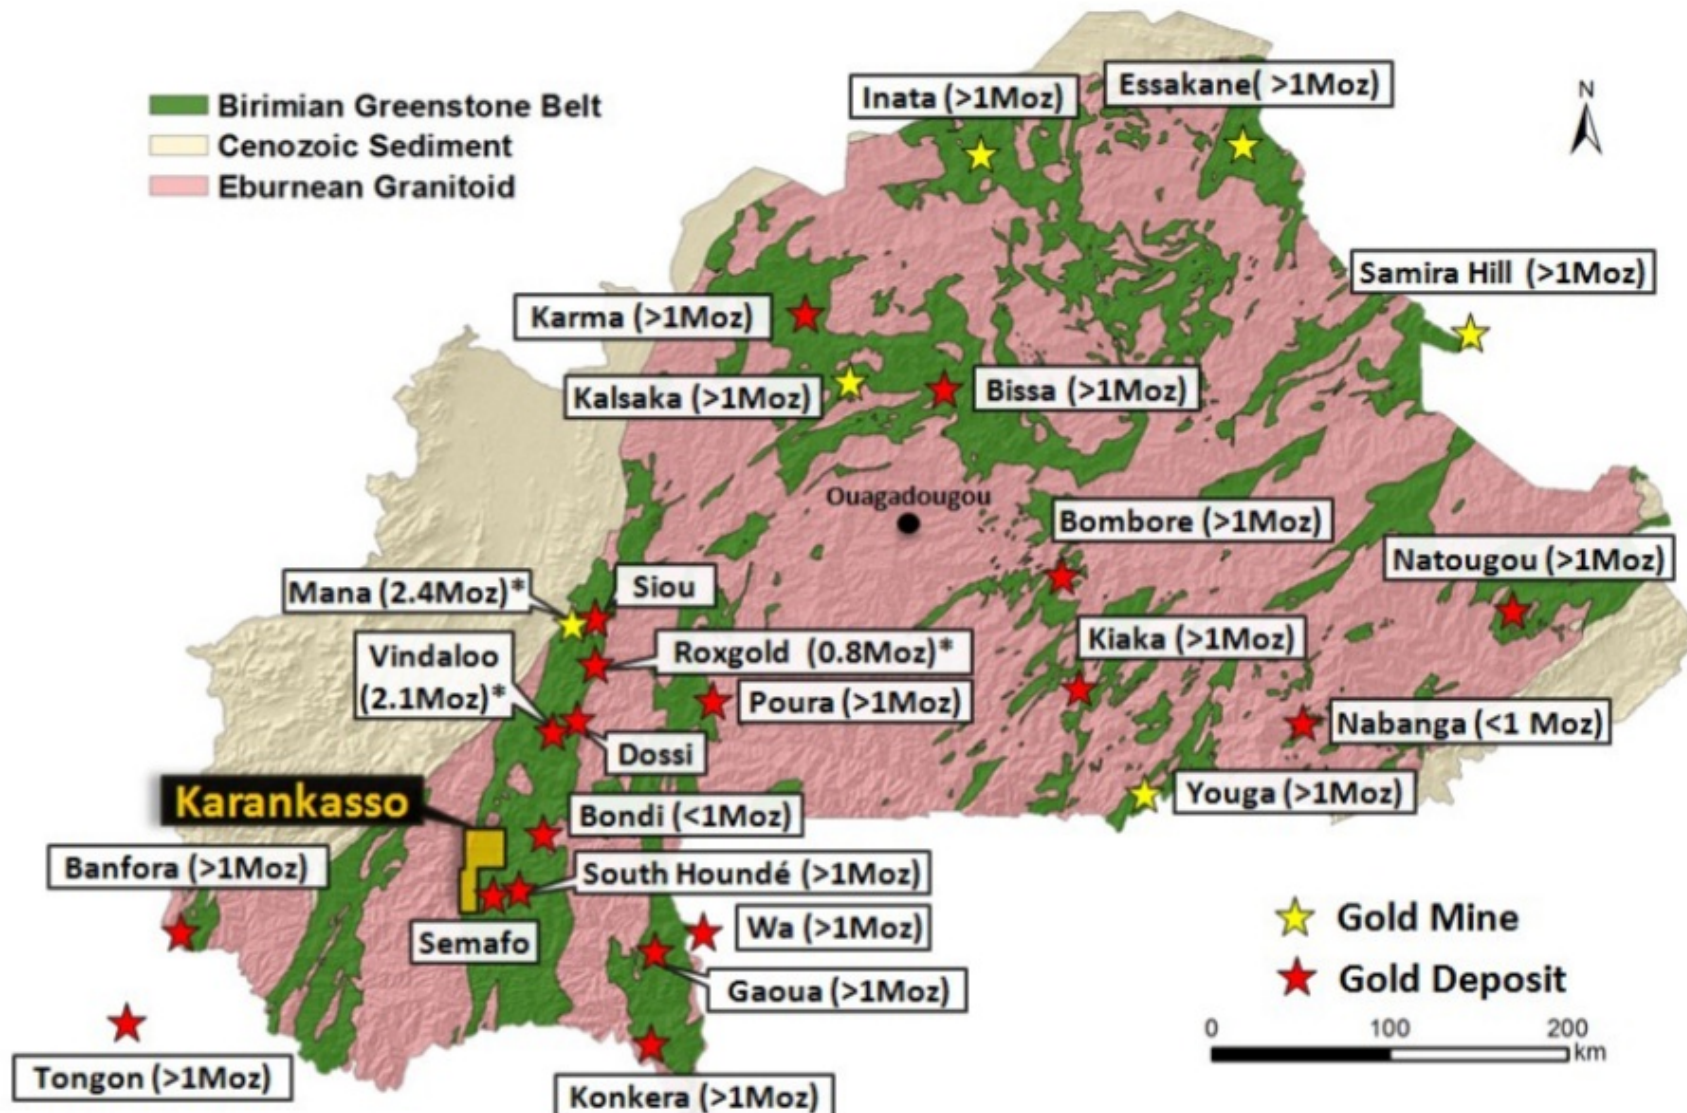 Inata (>1Moz)
Essakane( >1Moz)
N
Birimian Greenstone Belt
Cenozoic Sediment
Eburnean Granitoid
Samira Hill (>1Moz)
Karma (>1Moz)
Kalsaka (>1Moz)
Bissa (>1Moz)
Ouagadougou
Bombore (>1Moz)
Natougou (>1Moz)
Mana (2.4Moz)*
Siou
Kiaka (>1Moz)
Vindaloo
(2.1Moz)*
Roxgold (0.8Moz)*
Poura (>1Moz)
Nabanga (<1 Moz)
Dossi
Karankasso
Youga (>1Moz)
Bondi (<1Moz)
Banfora (>1Moz)
South Houndé (>1Moz)
Semafo
Wa (>1Moz)
Gold Mine
Gaoua (>1Moz)
Gold Deposit
0 100 200
km
Tongon (>1Moz)
Konkera (>1Moz)